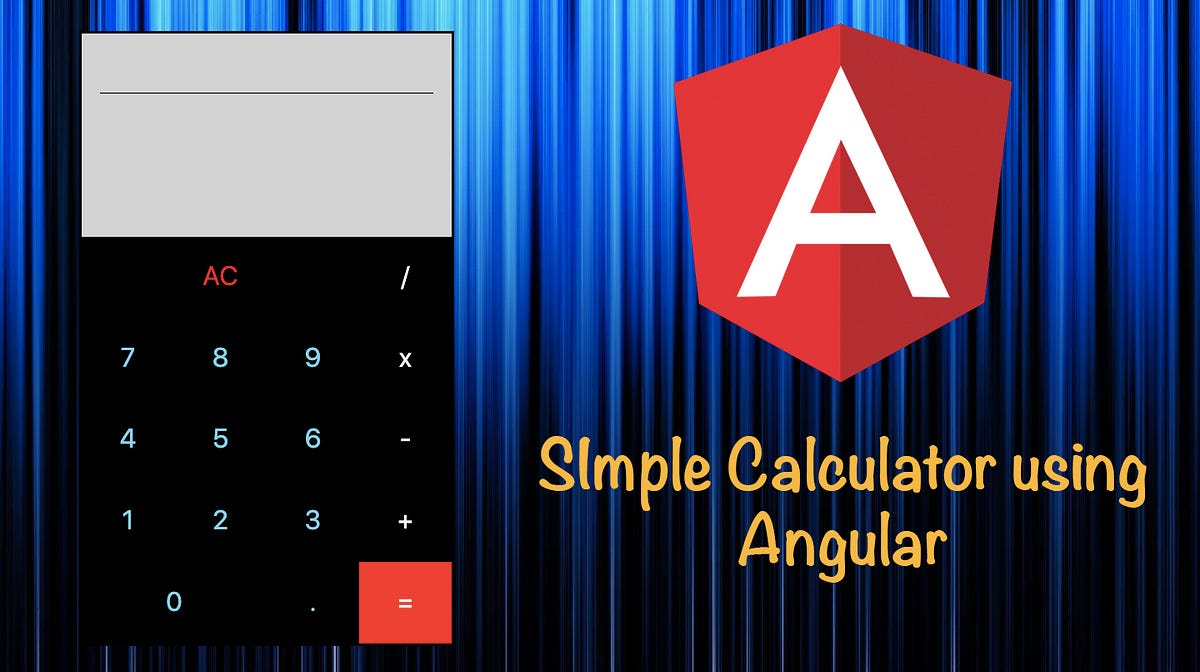 AC /
7 8 9 x
4 5 6 -
1 2 3 +
0 . =
A
SImple Calculator using
Angular